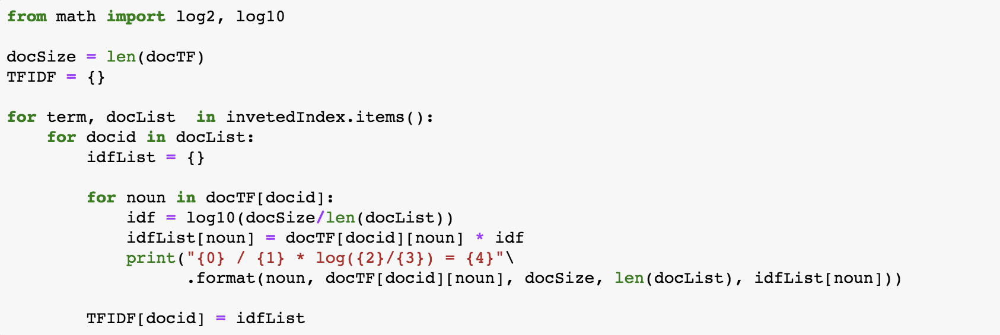 from math import log2, log10
docSize = len(docTF)
TFIDF = {}
for term, docList  in invetedIndex.items():
    for docid in docList:
        idfList = {}
        for noun in docTF[docid]:
            idf = log10(docSize/len(docList))
            idfList[noun] = docTF[docid][noun] * idf
            print("{0} / {1} * log({2}/{3}) = {4}"\
                  .format(noun, docTF[docid][noun], docSize, len(docList), idfList[noun]))
        TFIDF[docid] = idfList